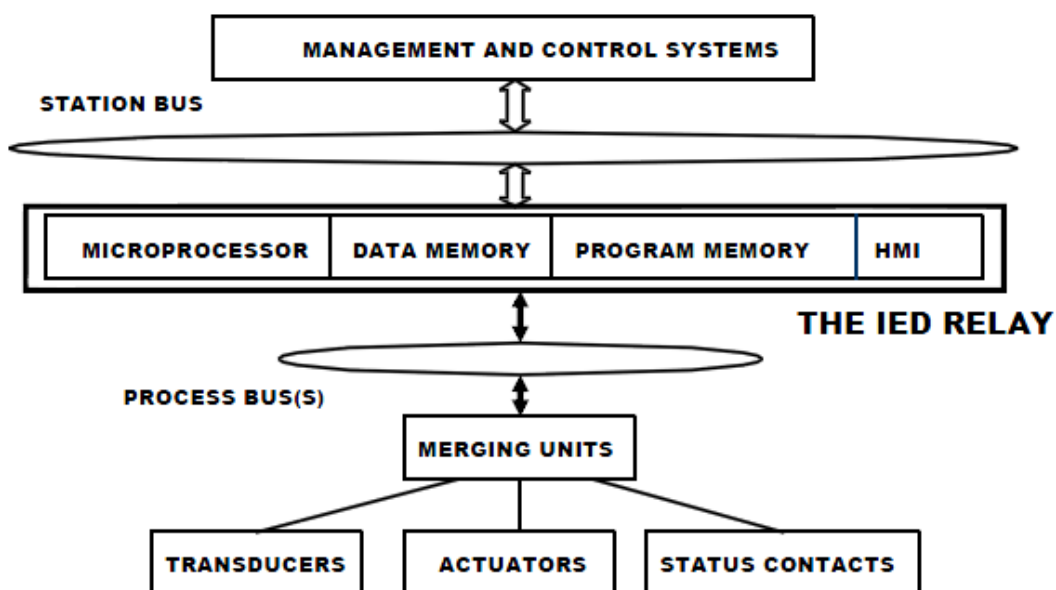 MANAGEMENT AND CONTROL SYSTEMS
STATION BUS
MICROPROCESSOR
DATA MEMORY
PROGRAM MEMORY
HMI
THE IED RELAY
PROCESS BUS(S)
MERGING UNITS
TRANSDUCERS
ACTUATORS
STATUS CONTACTS